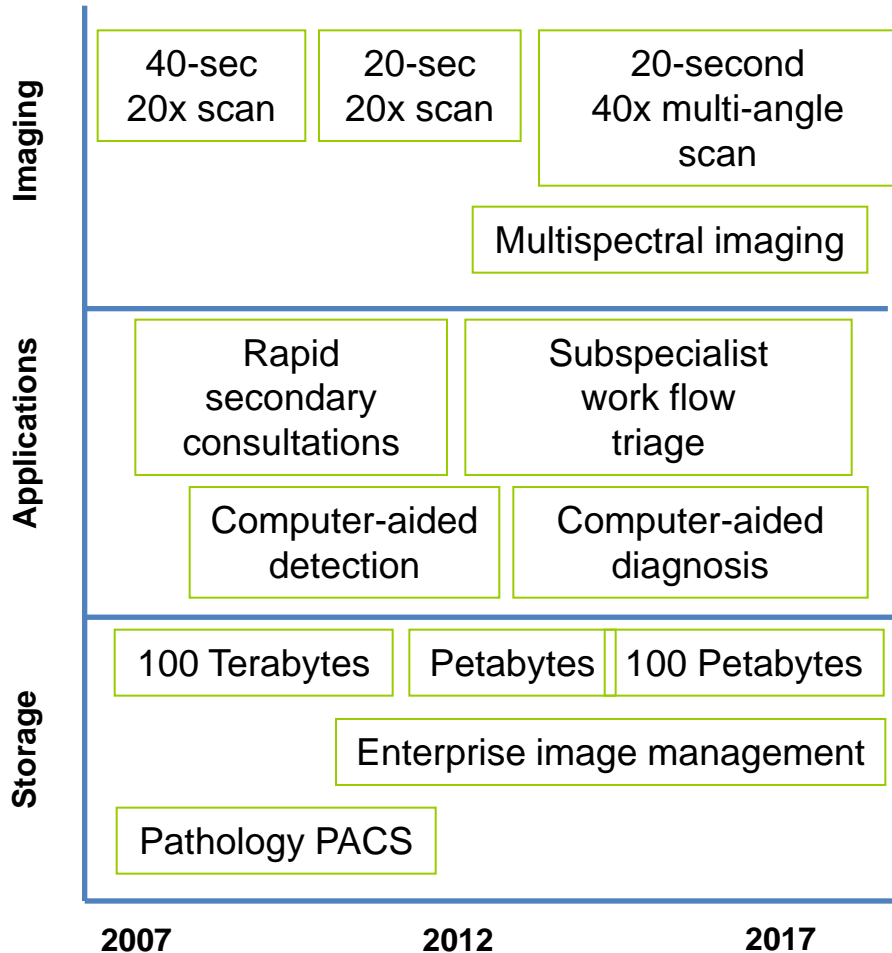 Imaging
40-sec
20x scan
20-sec
20x scan
20-second
40x multi-angle
scan
Multispectral imaging
Applications
Rapid
secondary
consultations
Subspecialist
work flow
triage
Computer-aided
detection
Computer-aided
diagnosis
Storage
100 Terabytes
Petabytes
100 Petabytes
Enterprise image management
Pathology PACS
2007
2012
2017